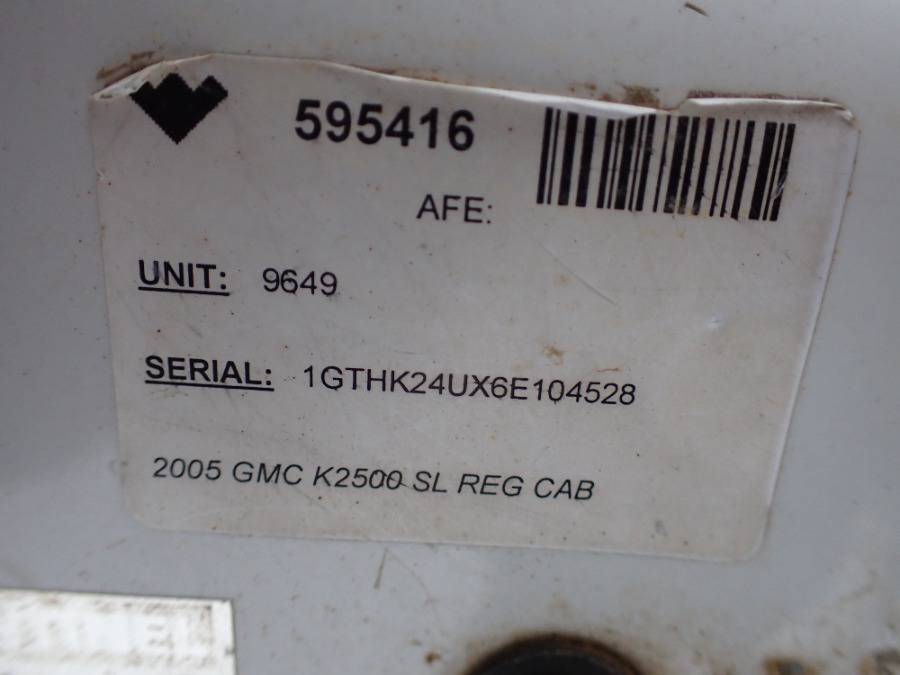 595416
AFE:
UNIT: 9649
SERIAL: 1GTHK24UX6E104528
2005 GMC K2500 SL REG CAB